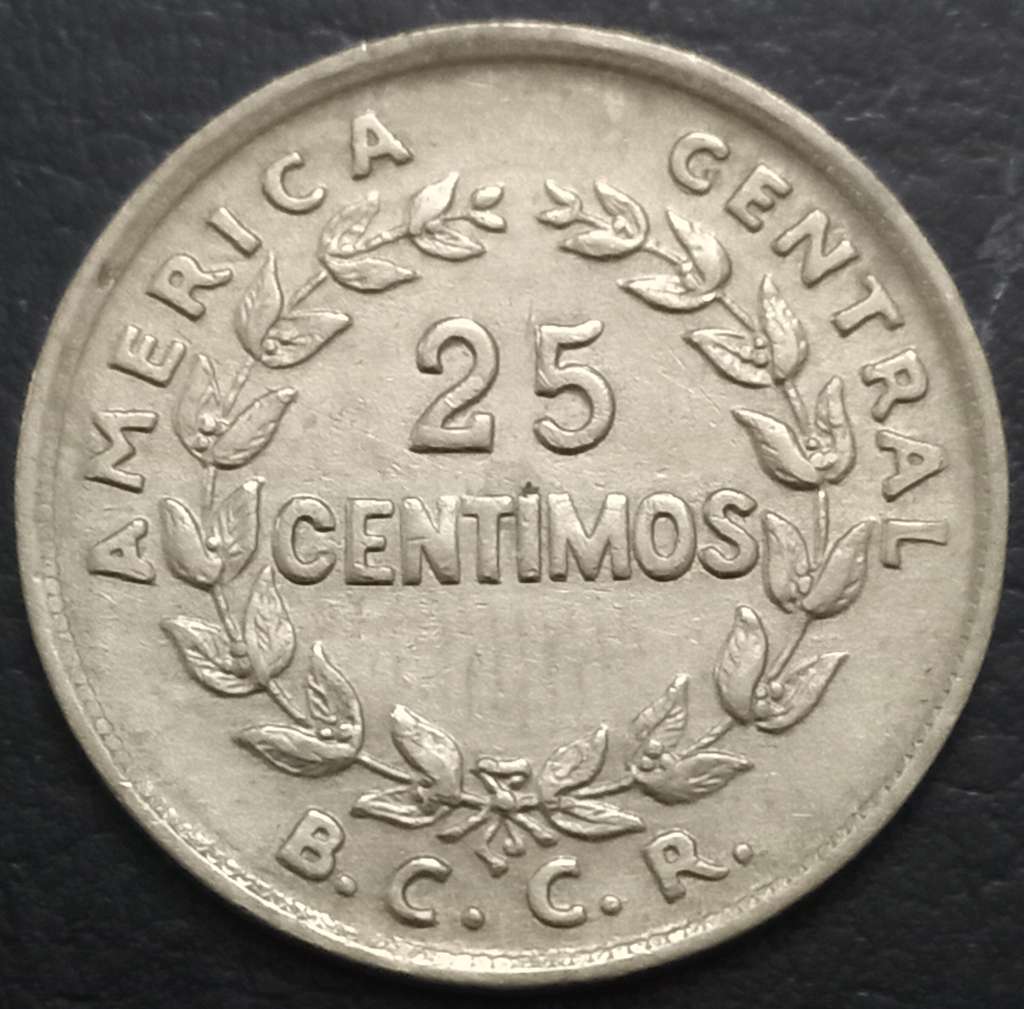 AMERICA CENTRAL
25
CENTIMOS
B.C.C.R.